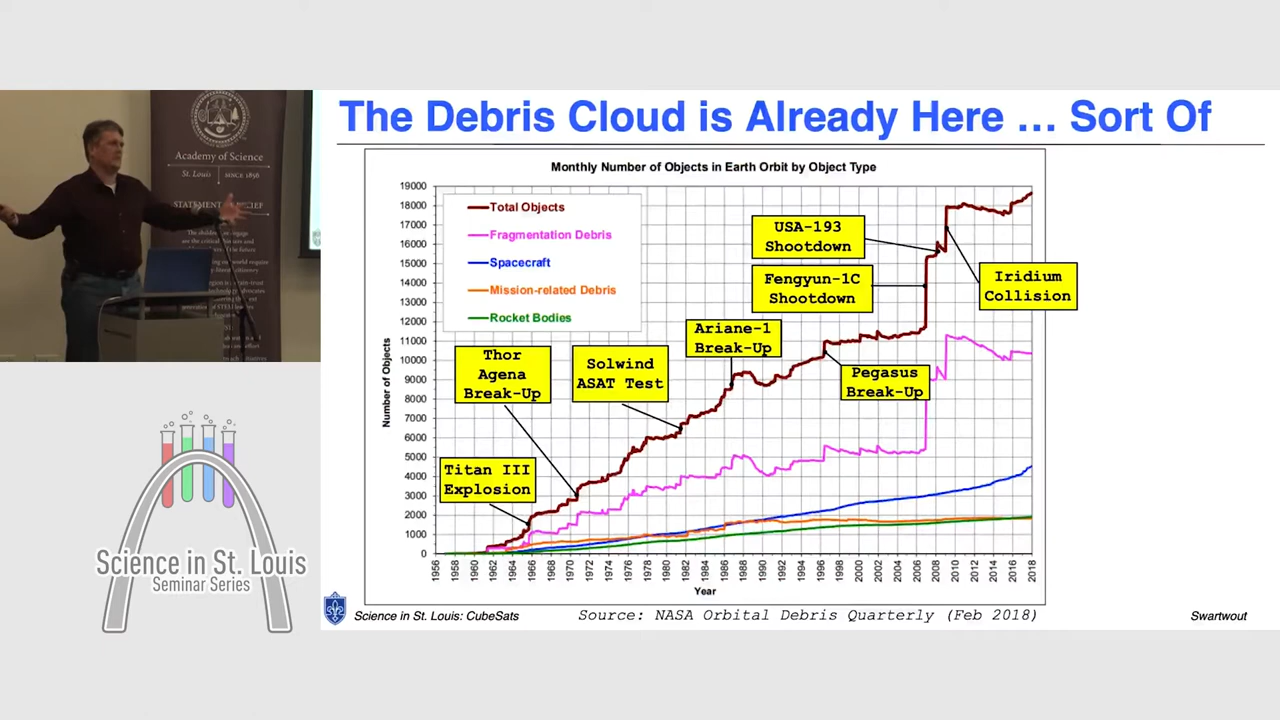 The Debris Cloud is Already Here … Sort Of
Academy of Science
St. Louis
SINCE 1856
Monthly Number of Objects in Earth Orbit by Object Type
Number of Objects
19000
18000
17000
16000
15000
14000
13000
12000
11000
10000
9000
8000
7000
6000
5000
4000
3000
2000
1000
0
Total Objects
Fragmentation Debris
Spacecraft
Mission-related Debris
Rocket Bodies
USA-193
Shootdown
Fengyun-1C
Shootdown
Iridium
Collision
Ariane-1
Break-Up
Thor
Agena
Break-Up
Solwind
ASAT Test
Pegasus
Break-Up
Titan III
Explosion
1956
1958
1960
1962
1964
1966
1968
1970
1972
1974
1976
1978
1980
1982
1984
1986
1988
1990
1992
1994
1996
1998
2000
2002
2004
2006
2008
2010
2012
2014
2016
2018
Year
Science in St. Louis
Seminar Series
Science in St. Louis: CubeSats
Source: NASA Orbital Debris Quarterly (Feb 2018)
Swartwout